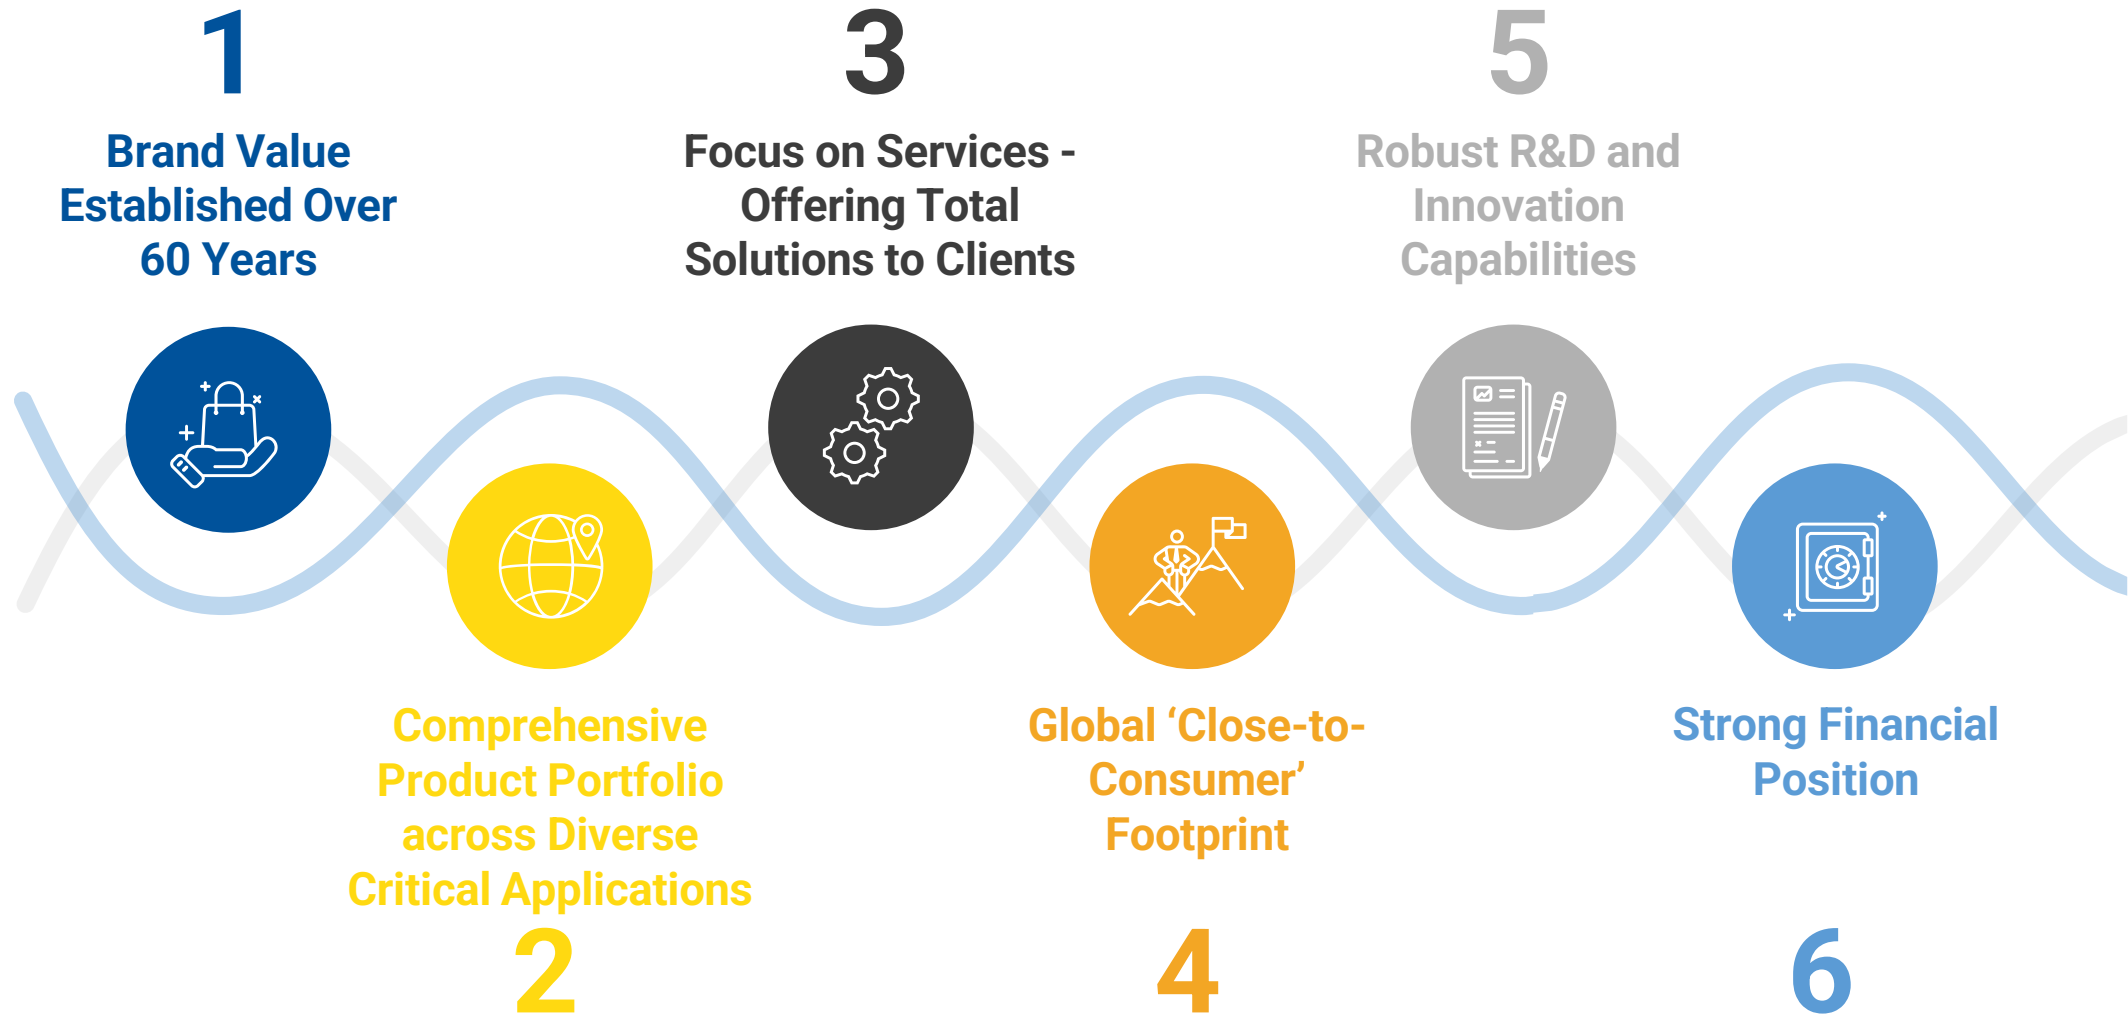 1
Brand Value
Established Over
60 Years
Comprehensive
Product Portfolio
across Diverse
Critical Applications
2
3
Focus on Services -
Offering Total
Solutions to Clients
Global ‘Close-to-
Consumer’
Footprint
4
5
Robust R&D and
Innovation
Capabilities
Strong Financial
Position
6